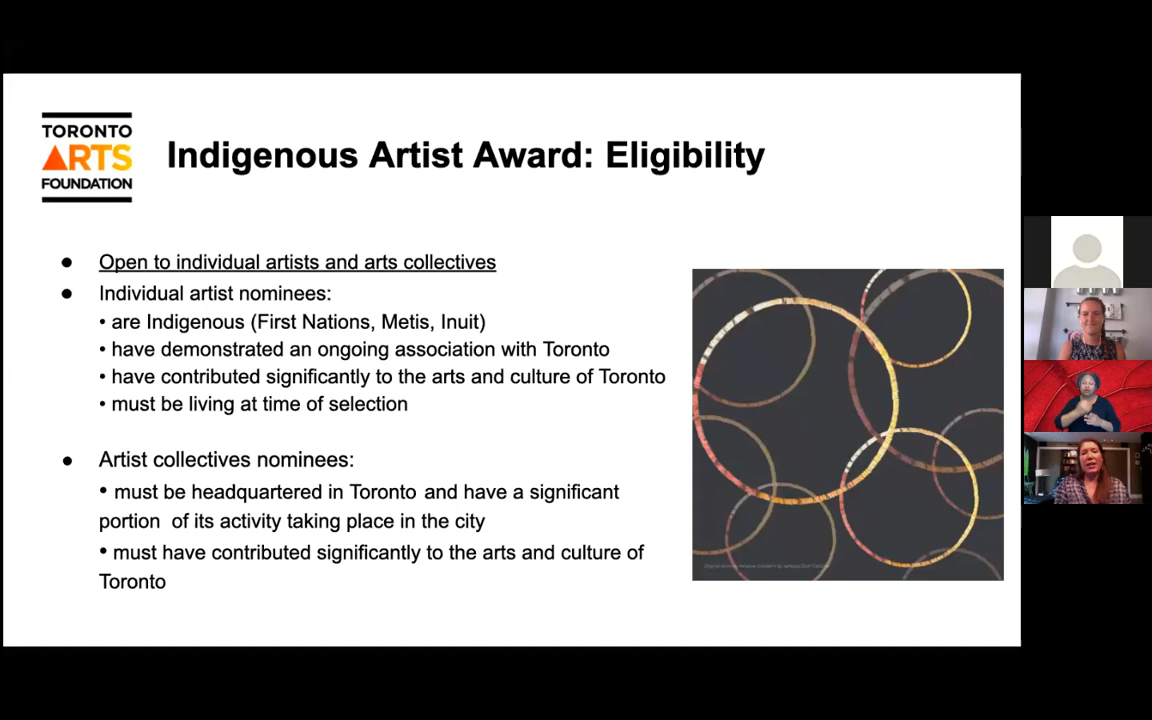 TORONTO
ARTS
FOUNDATION
Indigenous Artist Award: Eligibility
● Open to individual artists and arts collectives
● Individual artist nominees:
• are Indigenous (First Nations, Metis, Inuit)
• have demonstrated an ongoing association with Toronto
• have contributed significantly to the arts and culture of Toronto
• must be living at time of selection
● Artist collectives nominees:
• must be headquartered in Toronto and have a significant
portion of its activity taking place in the city
• must have contributed significantly to the arts and culture of
Toronto